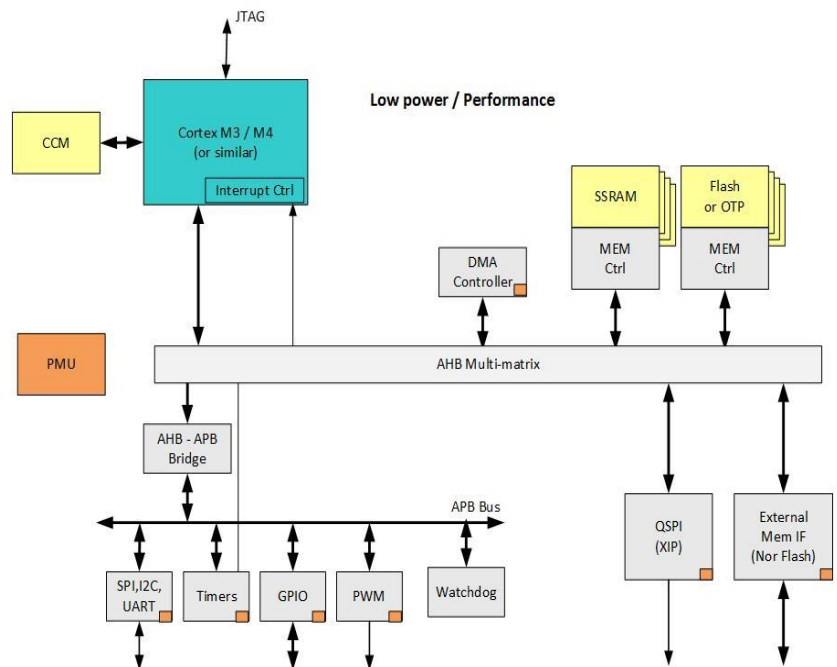 JTAG
Low power / Performance
CCM
Cortex M3 / M4
(or similar)
Interrupt Ctrl
SSRAM
Flash
or OTP
DMA
Controller
MEM
Ctrl
MEM
Ctrl
PMU
AHB Multi-matrix
AHB - APB
Bridge
APB Bus
QSPI
(XIP)
External
Mem IF
(Nor Flash)
SPI,I2C,
UART
Timers
GPIO
PWM
Watchdog